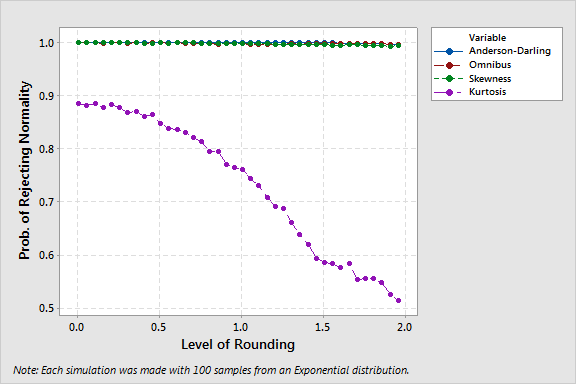 1.0
0.9
0.8
0.7
0.6
0.5
Prob. of Rejecting Normality
0.0 0.5 1.0 1.5 2.0
Level of Rounding
Variable
Anderson-Darling
Omnibus
Skewness
Kurtosis
Note: Each simulation was made with 100 samples from an Exponential distribution.